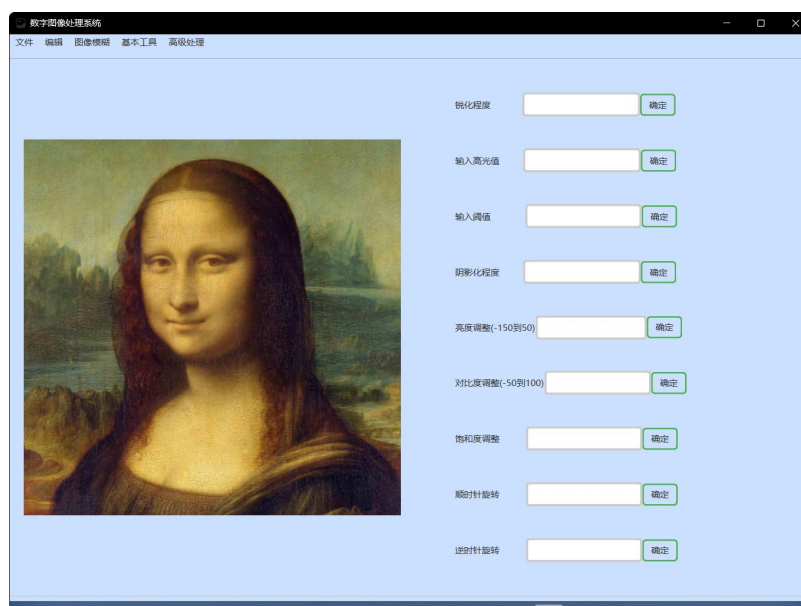 数字图像处理系统
文件 编辑 图像模糊 基本工具 高级处理
锐化程度 确定
输入高光值 确定
输入阈值 确定
阴影化程度 确定
亮度调整(-150到50) 确定
对比度调整(-50到100) 确定
饱和度调整 确定
顺时针旋转 确定
逆时针旋转 确定